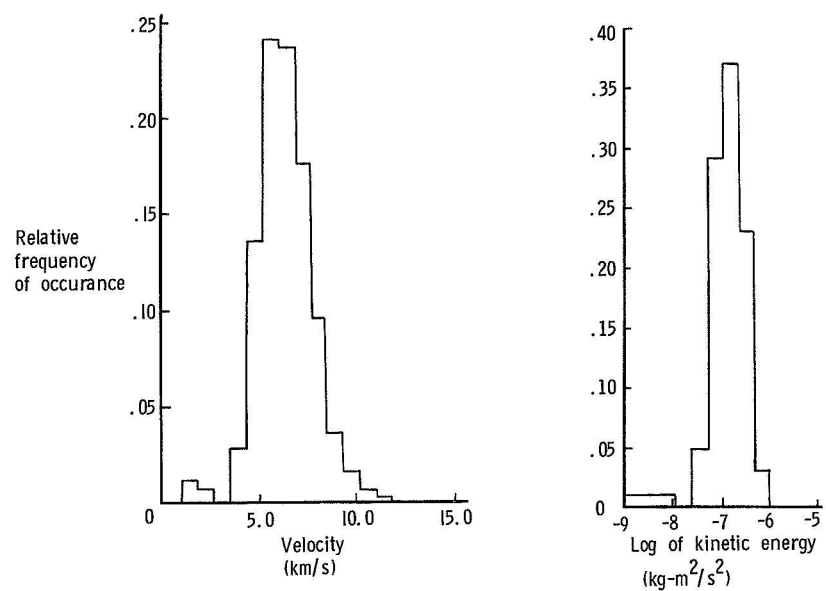 .25
.20
.15
.10
.05
0
Relative
frequency
of occurance
5.0 10.0 15.0
Velocity
(km/s)
.40
.35
.30
.25
.20
.15
.10
.05
0
-9 -8 -7 -6 -5
Log of kinetic energy
(kg-m²/s²)